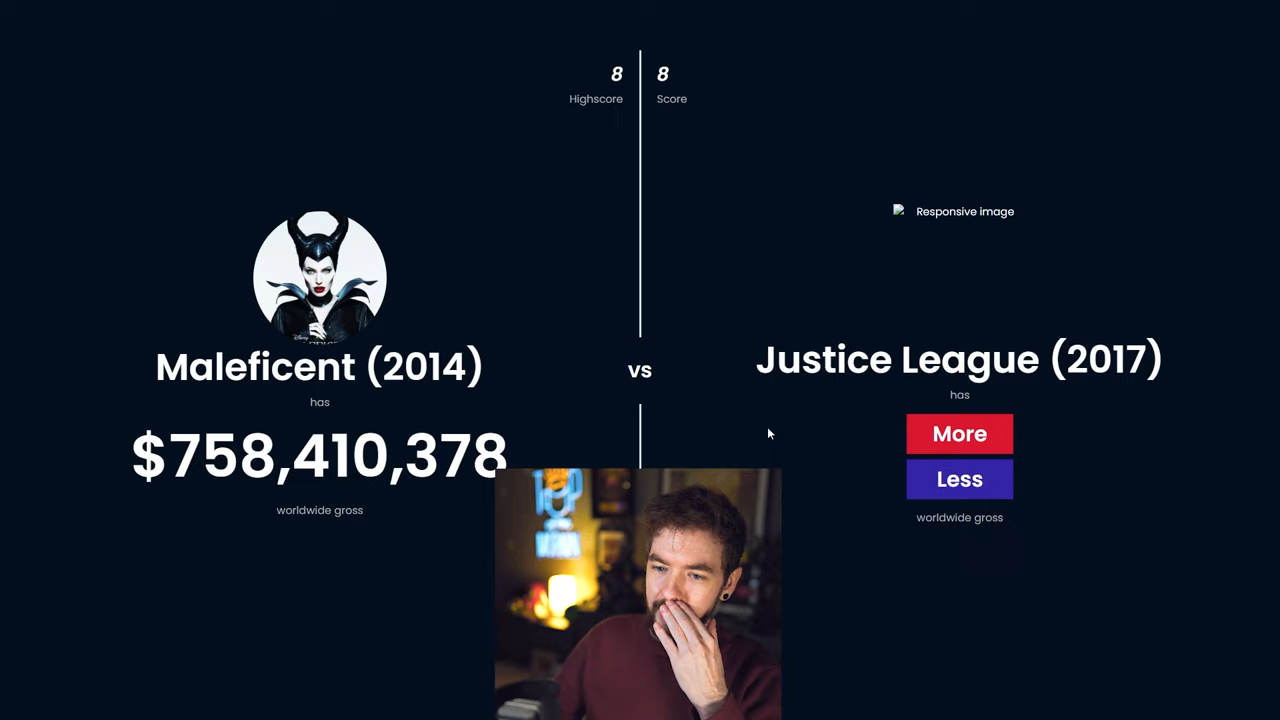 8
Highscore
8
Score
Responsive image
Maleficent (2014)
has
$758,410,378
worldwide gross
vs
Justice League (2017)
has
More
Less
worldwide gross
TOP